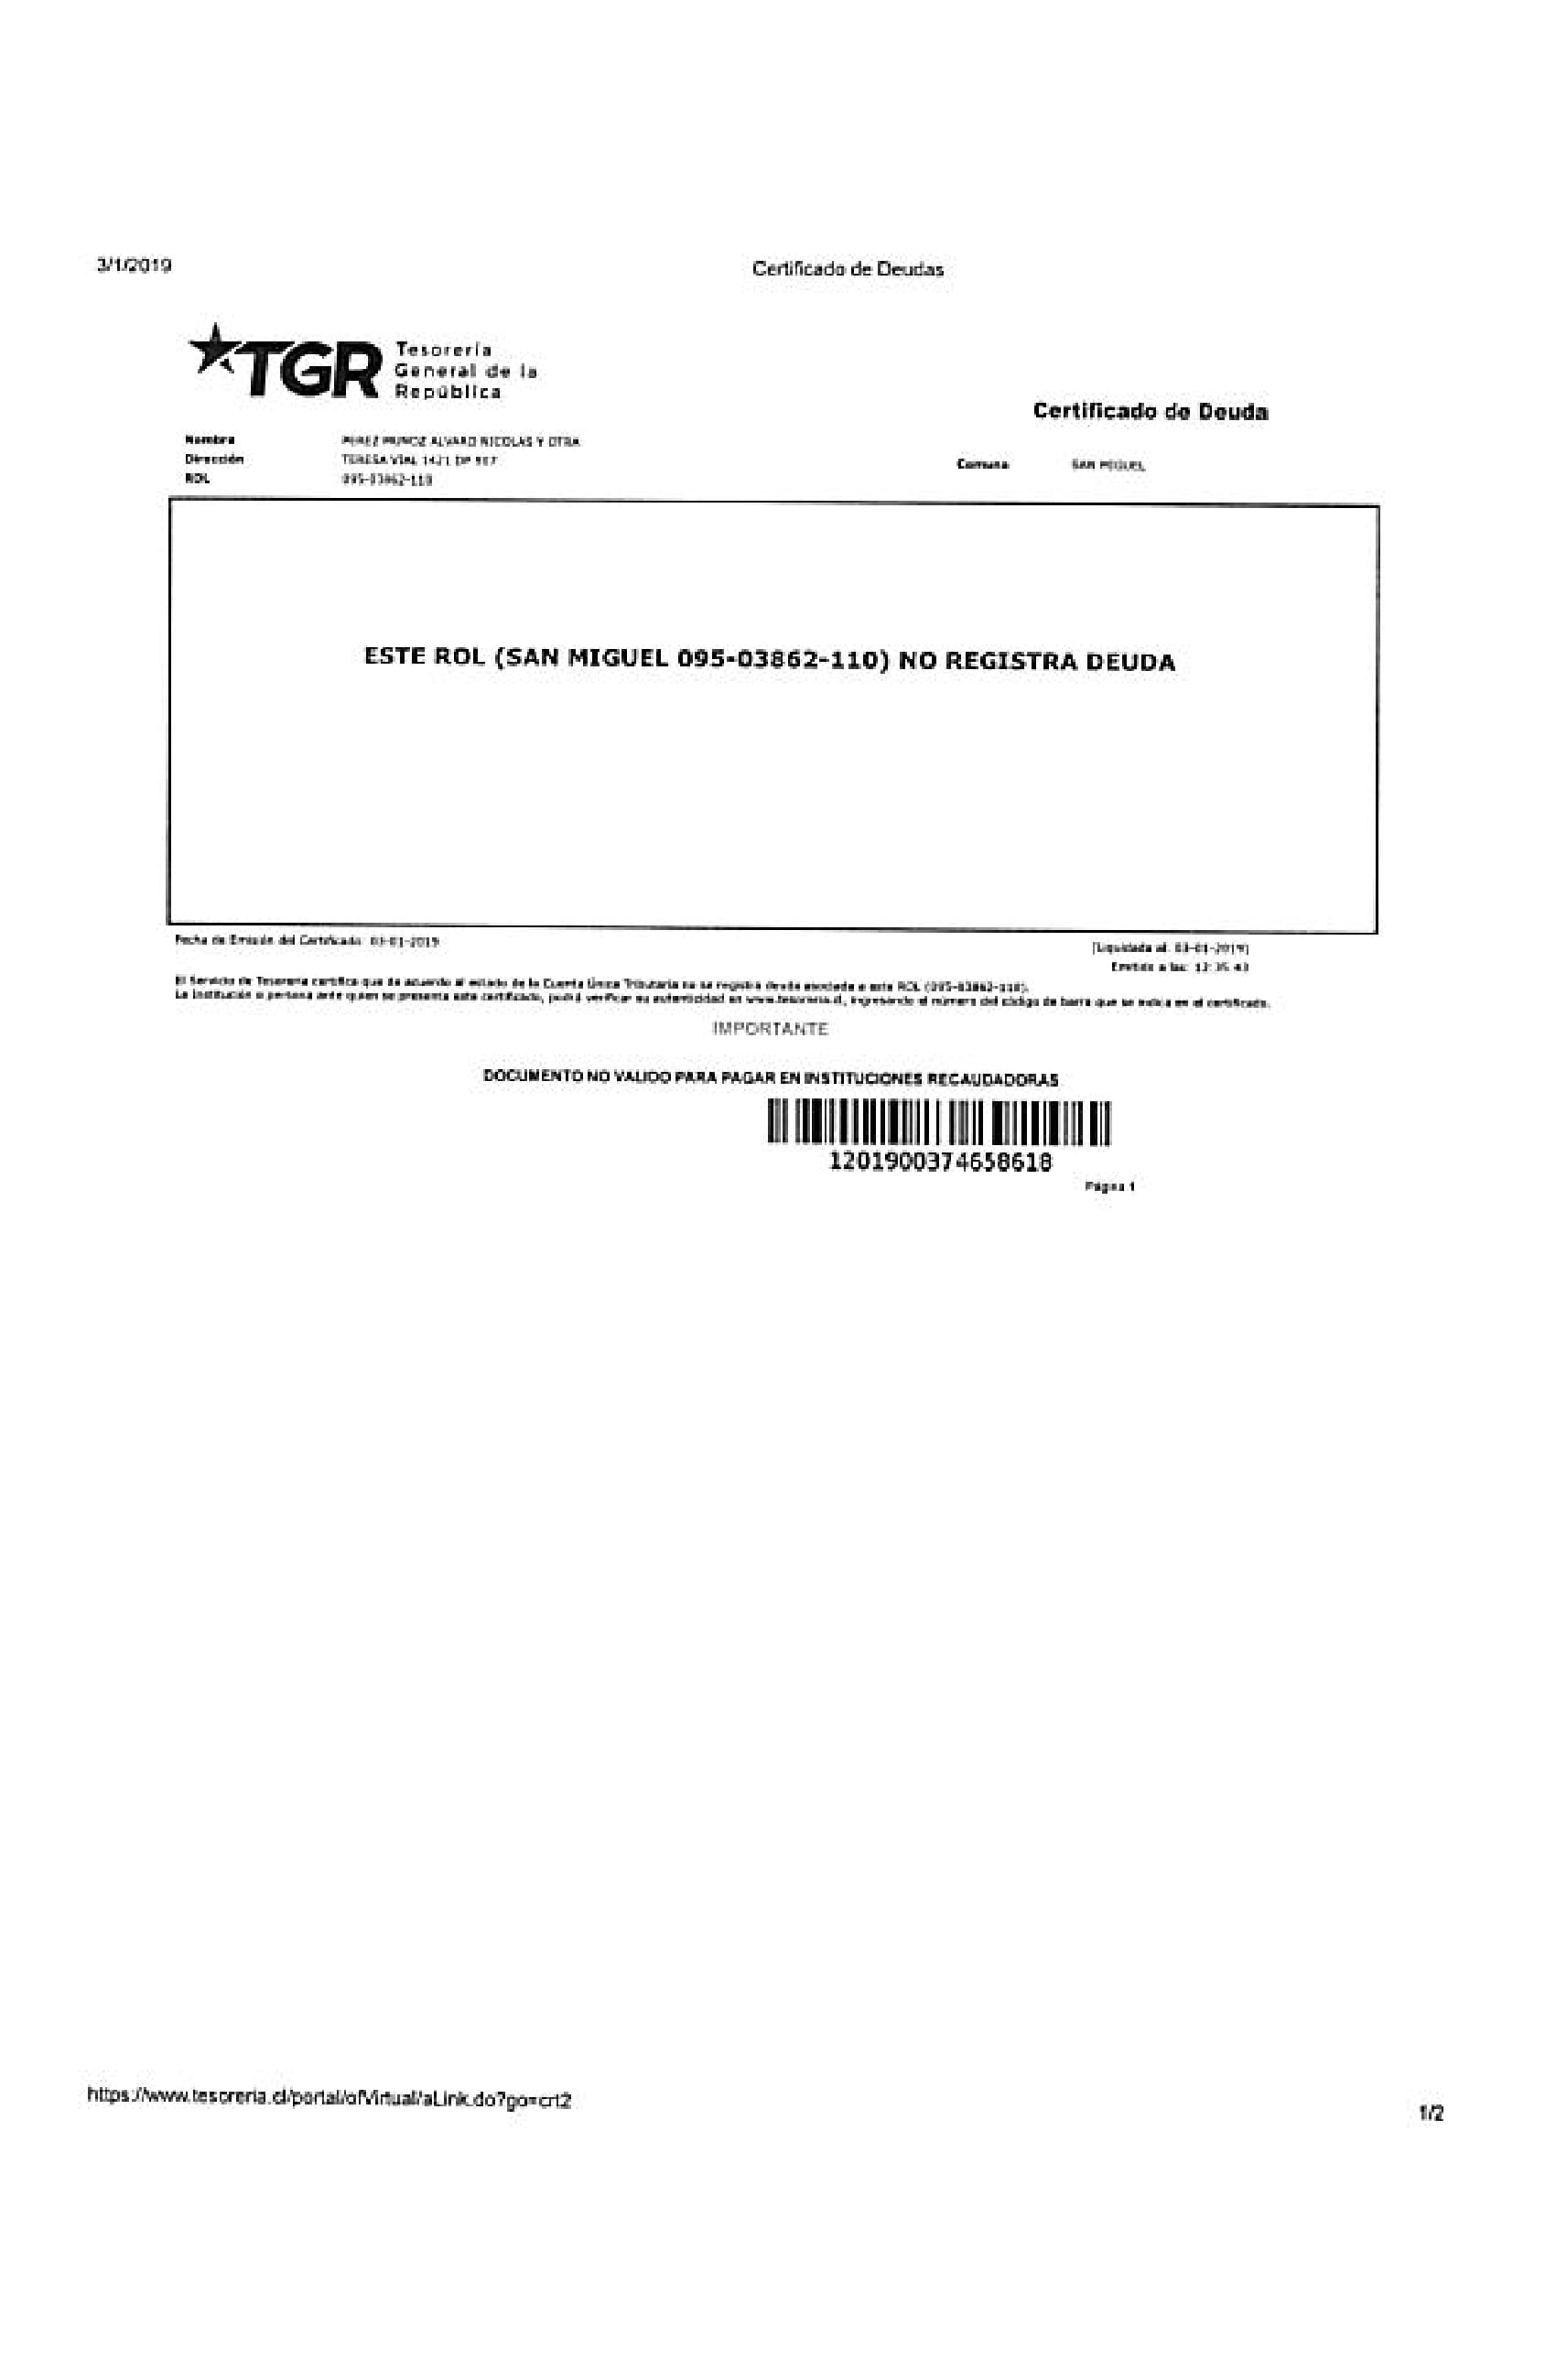 3/1/2019
Certificado de Deudas
TGR Tesorería
General de la
República
Certificado de Deuda
Nombre PEREZ MUNOZ ALVARO NICOLAS Y OTRA
Dirección TERESA VIAL 1421 DP
Comuna SAN MIGUEL
ROL 095-03862-110
ESTE ROL (SAN MIGUEL 095-03862-110) NO REGISTRA DEUDA
Fecha de Emisión del Certificado: 03-01-2019
[Liquidada al: 03-01-2019]
Emitido a las:
El Servicio de Tesorería certifica que de acuerdo al estado de la Cuenta Única Tributaria no se registra deuda asociada a este ROL (095-03862-110).
La institución o persona ante quien se presenta este certificado, podrá verificar su autenticidad en www.tesoreria.cl, ingresando el número del código de barra que se indica en el certificado.
IMPORTANTE
DOCUMENTO NO VALIDO PARA PAGAR EN INSTITUCIONES RECAUDADORAS
1201900374658618
Página 1
https://www.tesoreria.cl/portal/ofVirtual/aLink.do?go=crt2
1/2